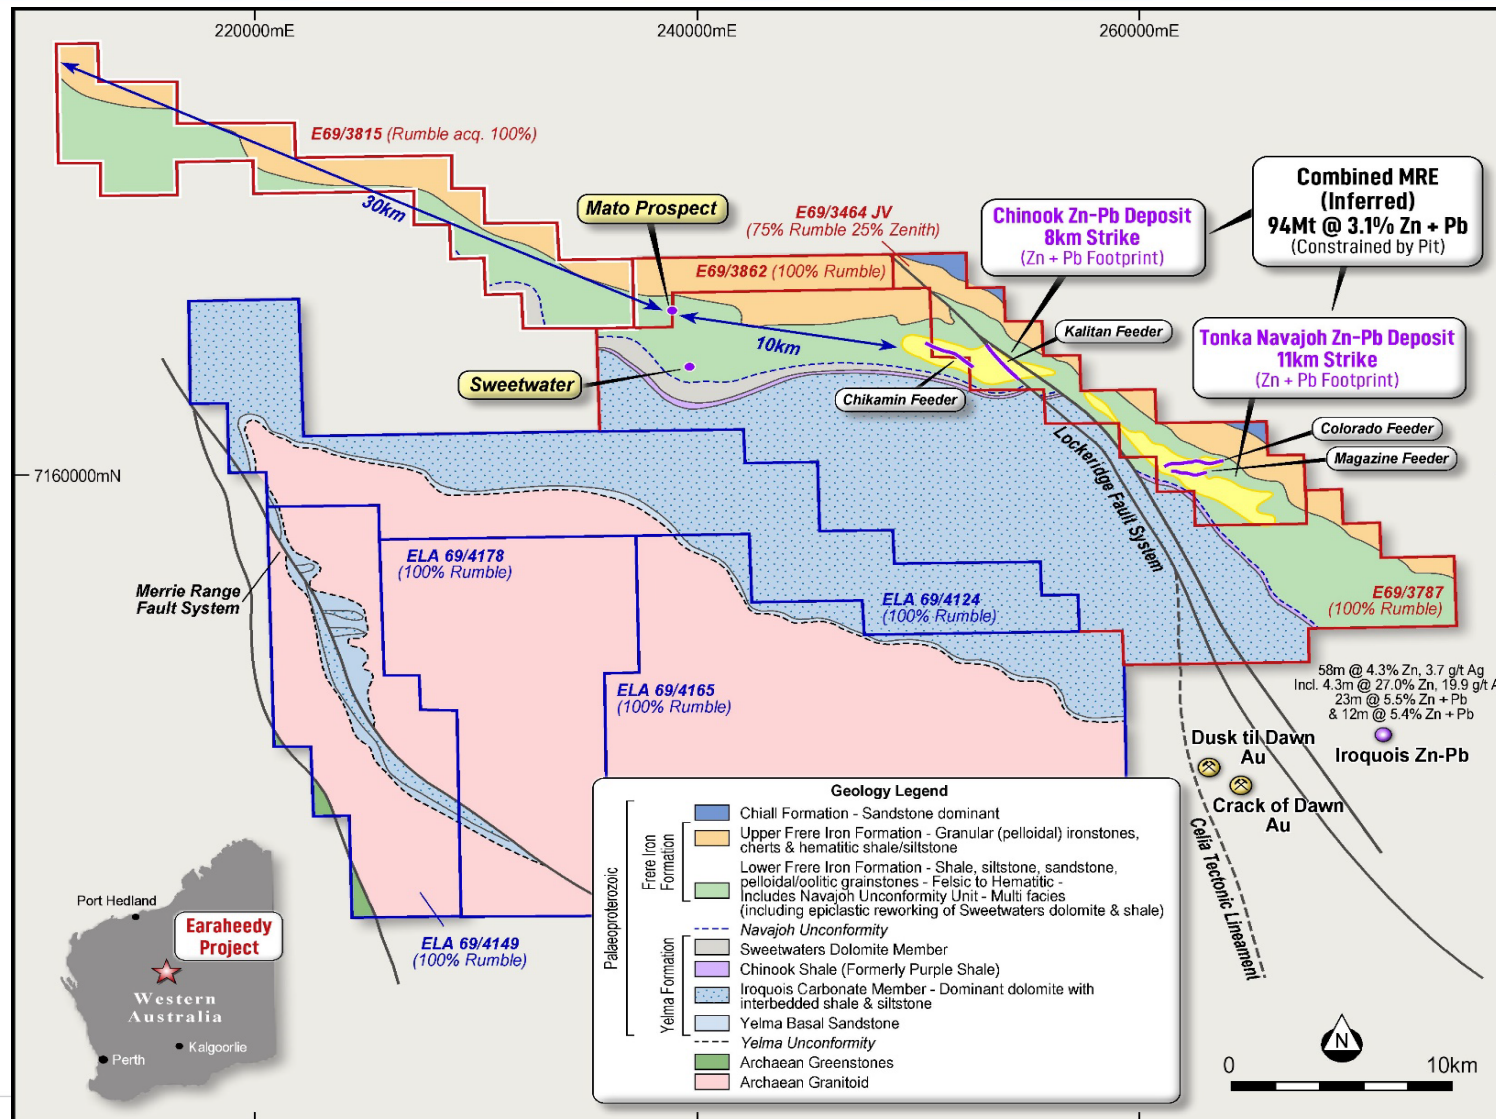 220000mE
240000mE
260000mE
E69/3815 (Rumble acq. 100%)
30km
Mato Prospect
E69/3464 JV
(75% Rumble 25% Zenith)
E69/3862 (100% Rumble)
Chinook Zn-Pb Deposit
8km Strike
(Zn + Pb Footprint)
Combined MRE
(Inferred)
94Mt @ 3.1% Zn + Pb
(Constrained by Pit)
Kalitan Feeder
10km
Tonka Navajoh Zn-Pb Deposit
11km Strike
(Zn + Pb Footprint)
Sweetwater
Chikamin Feeder
Colorado Feeder
Magazine Feeder
7160000mN
Lockeridge Fault System
ELA 69/4178
(100% Rumble)
Merrie Range
Fault System
ELA 69/4124
(100% Rumble)
E69/3787
(100% Rumble)
ELA 69/4165
(100% Rumble)
58m @ 4.3% Zn, 3.7 g/t Ag
Incl. 4.3m @ 27.0% Zn, 19.9 g/t A
23m @ 5.5% Zn + Pb
& 12m @ 5.4% Zn + Pb
Iroquois Zn-Pb
Dusk til Dawn
Au
Crack of Dawn
Au
Celia Tectonic Lineament
ELA 69/4149
(100% Rumble)
Geology Legend
Palaeoproterozoic
Frere Iron
Formation
Yelma Formation
Chiall Formation - Sandstone dominant
Upper Frere Iron Formation - Granular (pelloidal) ironstones,
cherts & hematitic shale/siltstone
Lower Frere Iron Formation - Shale, siltstone, sandstone,
pelloidal/oolitic grainstones - Felsic to Hematitic -
Includes Navajoh Unconformity Unit - Multi facies
(including epiclastic reworking of Sweetwaters dolomite & shale)
Navajoh Unconformity
Sweetwaters Dolomite Member
Chinook Shale (Formerly Purple Shale)
Iroquois Carbonate Member - Dominant dolomite with
interbedded shale & siltstone
Yelma Basal Sandstone
Yelma Unconformity
Archaean Greenstones
Archaean Granitoid
Port Hedland
Earaheedy
Project
Western
Australia
Kalgoorlie
Perth
N
0
10km